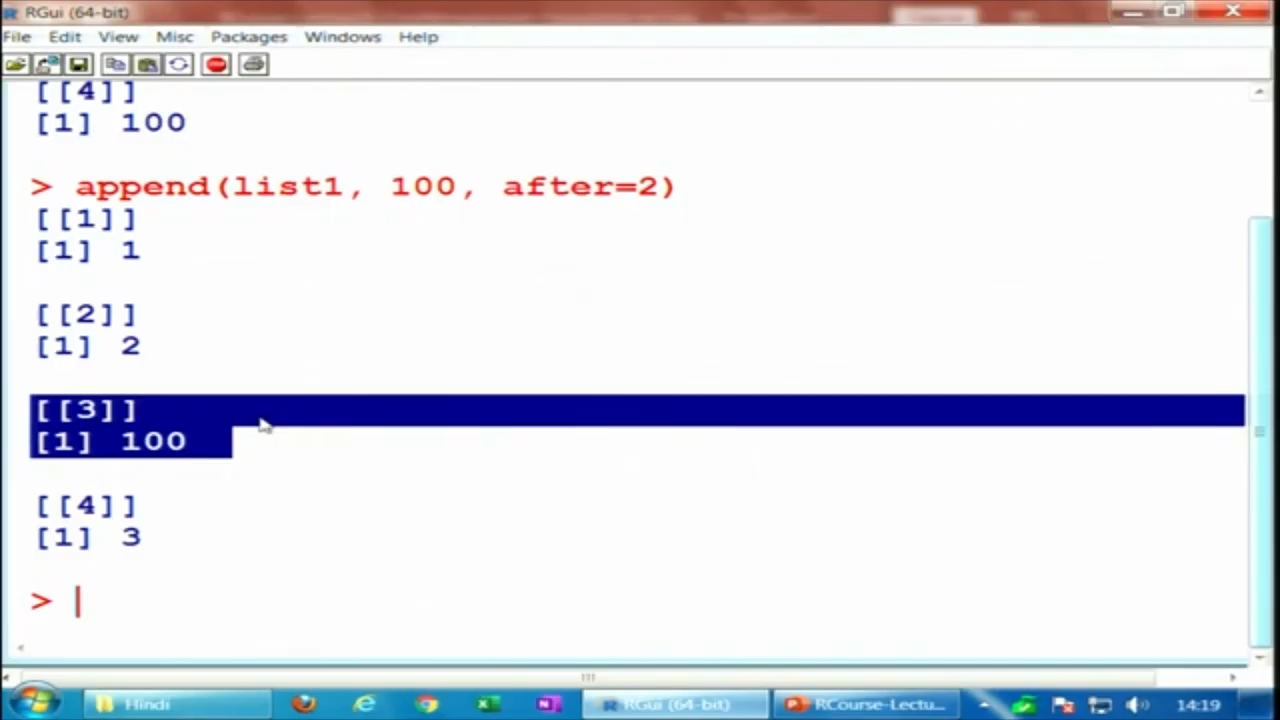 RGui (64-bit)
File Edit View Misc Packages Windows Help
[[4]]
[1] 100
> append(list1, 100, after=2)
[[1]]
[1] 1
[[2]]
[1] 2
[[3]]
[1] 100
[[4]]
[1] 3
>
Hindi RGui (64-bit) RCourse-Lectu... 14:19